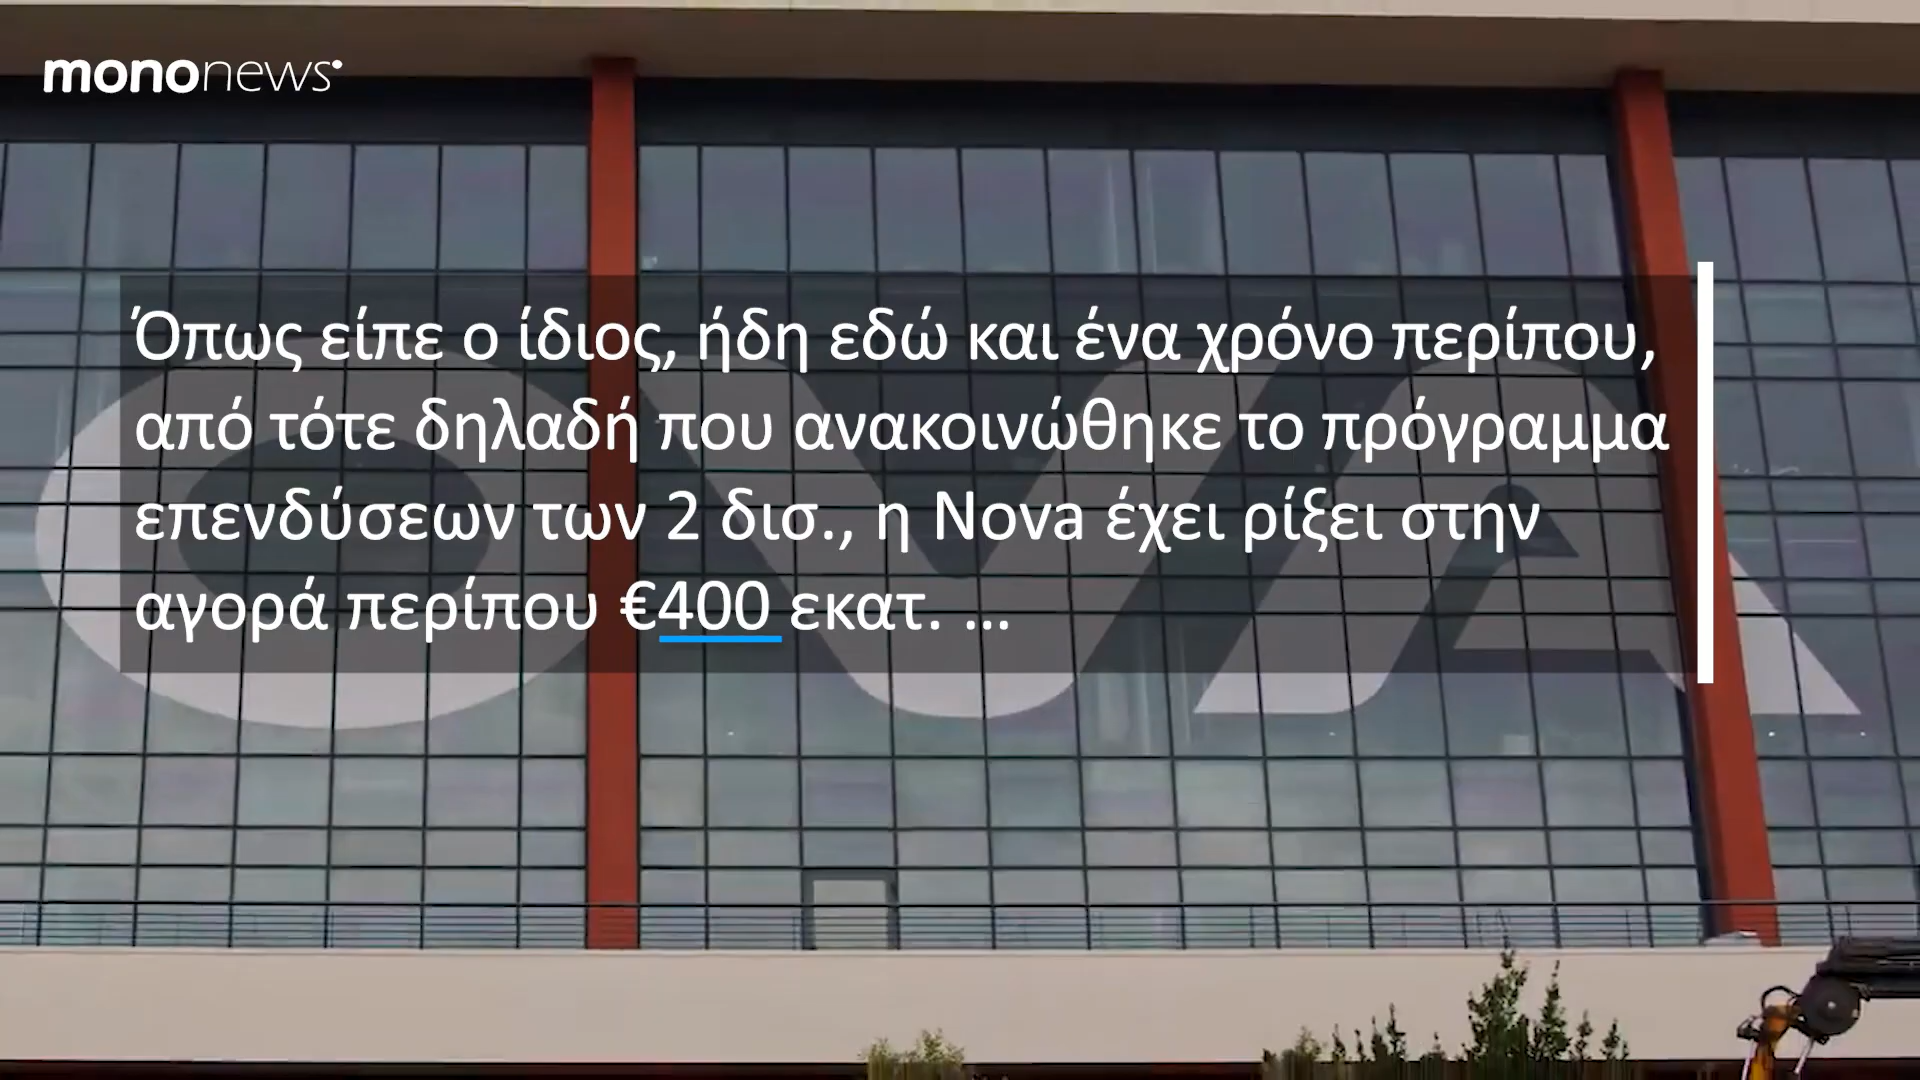 mononews
Όπως είπε ο ίδιος, ήδη εδώ και ένα χρόνο περίπου,
από τότε δηλαδή που ανακοινώθηκε το πρόγραμμα
επενδύσεων των 2 δισ., η Nova έχει ρίξει στην
αγορά περίπου €400 εκατ. ...
OVA